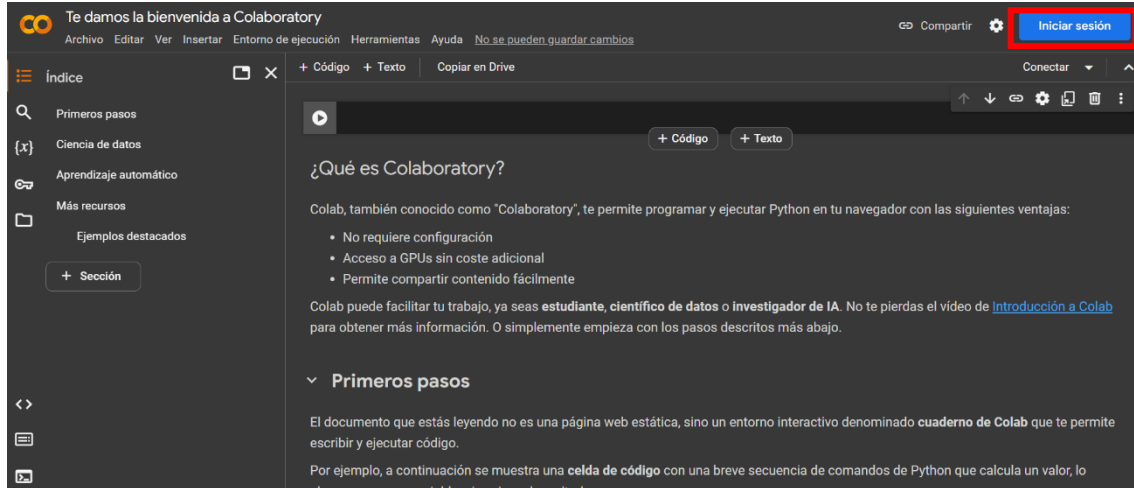 Te damos la bienvenida a Colaboratory
Archivo Editar Ver Insertar Entorno de ejecución Herramientas Ayuda No se pueden guardar cambios
Compartir
Iniciar sesión
Índice
+ Código + Texto Copiar en Drive
Conectar
Primeros pasos
Ciencia de datos
Aprendizaje automático
Más recursos
Ejemplos destacados
+ Sección
{x}
+ Código + Texto
¿Qué es Colaboratory?
Colab, también conocido como "Colaboratory", te permite programar y ejecutar Python en tu navegador con las siguientes ventajas:
• No requiere configuración
• Acceso a GPUs sin coste adicional
• Permite compartir contenido fácilmente
Colab puede facilitar tu trabajo, ya seas estudiante, científico de datos o investigador de IA. No te pierdas el vídeo de Introducción a Colab
para obtener más información. O simplemente empieza con los pasos descritos más abajo.
Primeros pasos
El documento que estás leyendo no es una página web estática, sino un entorno interactivo denominado cuaderno de Colab que te permite
escribir y ejecutar código.
Por ejemplo, a continuación se muestra una celda de código con una breve secuencia de comandos de Python que calcula un valor, lo